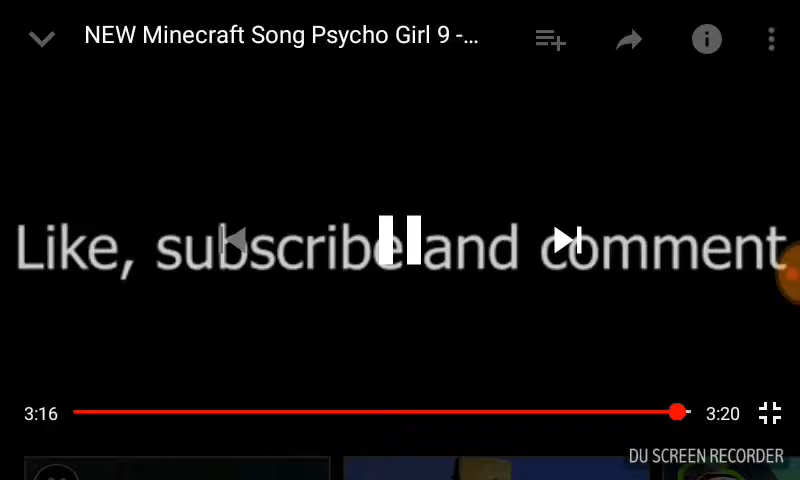 NEW Minecraft Song Psycho Girl 9 -...
Like, subscribe and comment
3:16
3:20
DU SCREEN RECORDER